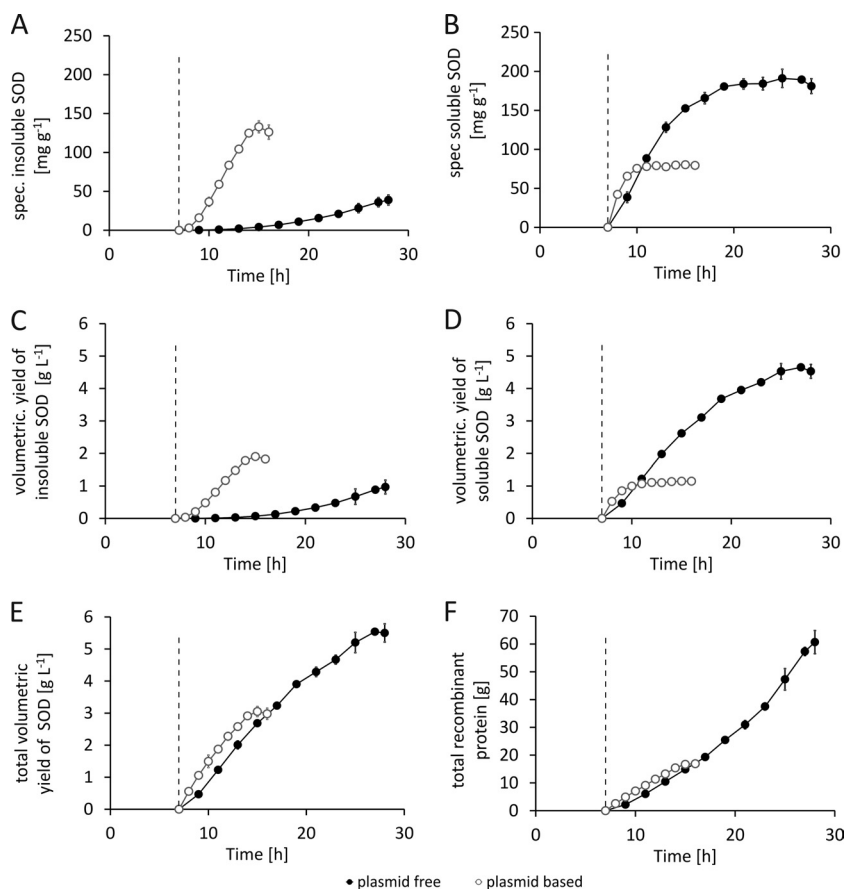 A
250
200
150
100
50
0
spec. insoluble SOD
[mg g⁻¹]
0 10 20 30
Time [h]
B
250
200
150
100
50
0
spec soluble SOD
[mg g⁻¹]
0 10 20 30
Time [h]
C
6
5
4
3
2
1
0
volumetric. yield of
insoluble SOD [g L⁻¹]
0 10 20 30
Time [h]
D
6
5
4
3
2
1
0
volumetric. yield of
soluble SOD [g L⁻¹]
0 10 20 30
Time [h]
E
6
5
4
3
2
1
0
total volumetric
yield of SOD [g L⁻¹]
0 10 20 30
Time [h]
F
70
60
50
40
30
20
10
0
total recombinant
protein [g]
0 10 20 30
Time [h]
plasmid free plasmid based